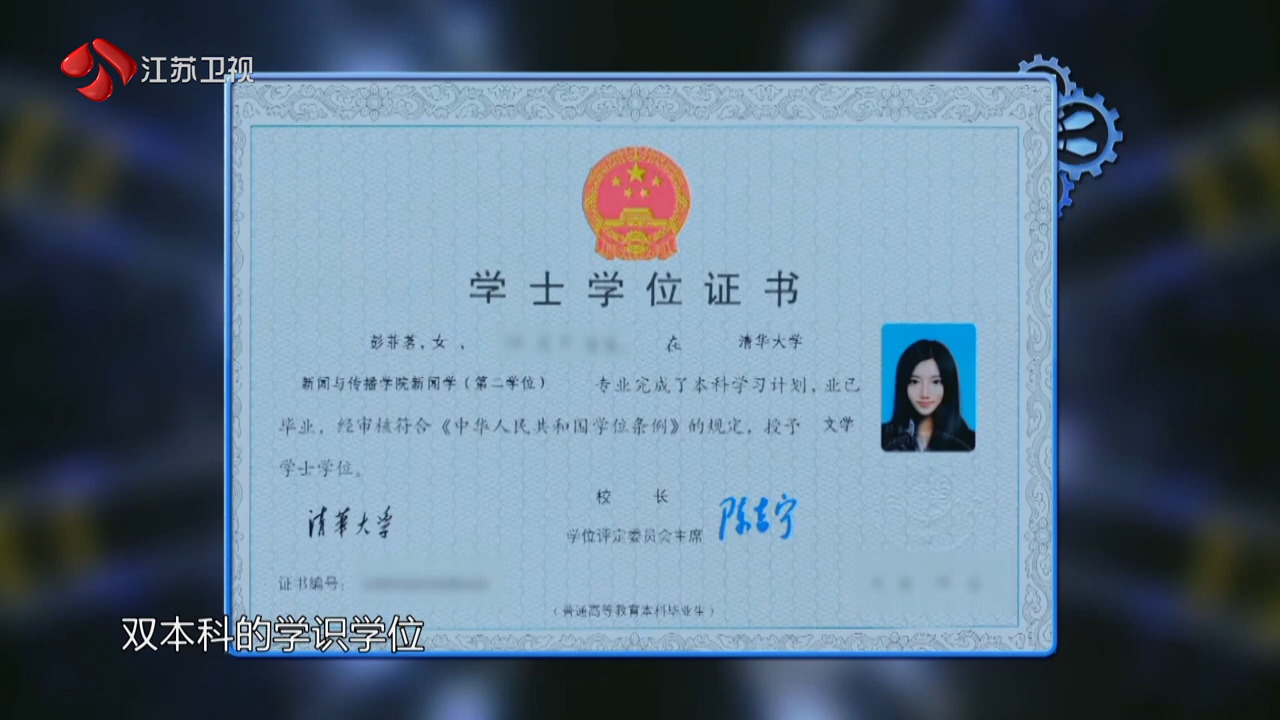 江苏卫视
学士学位证书
彭菲茗，女， 在 清华大学
新闻与传播学院新闻学（第二学位） 专业完成了本科学习计划，业已
毕业，经审核符合《中华人民共和国学位条例》的规定，授予 文学
学士学位。
清華大学
校 长
学位评定委员会主席
陈吉宁
证书编号：
（普通高等教育本科毕业生）
双本科的学识学位